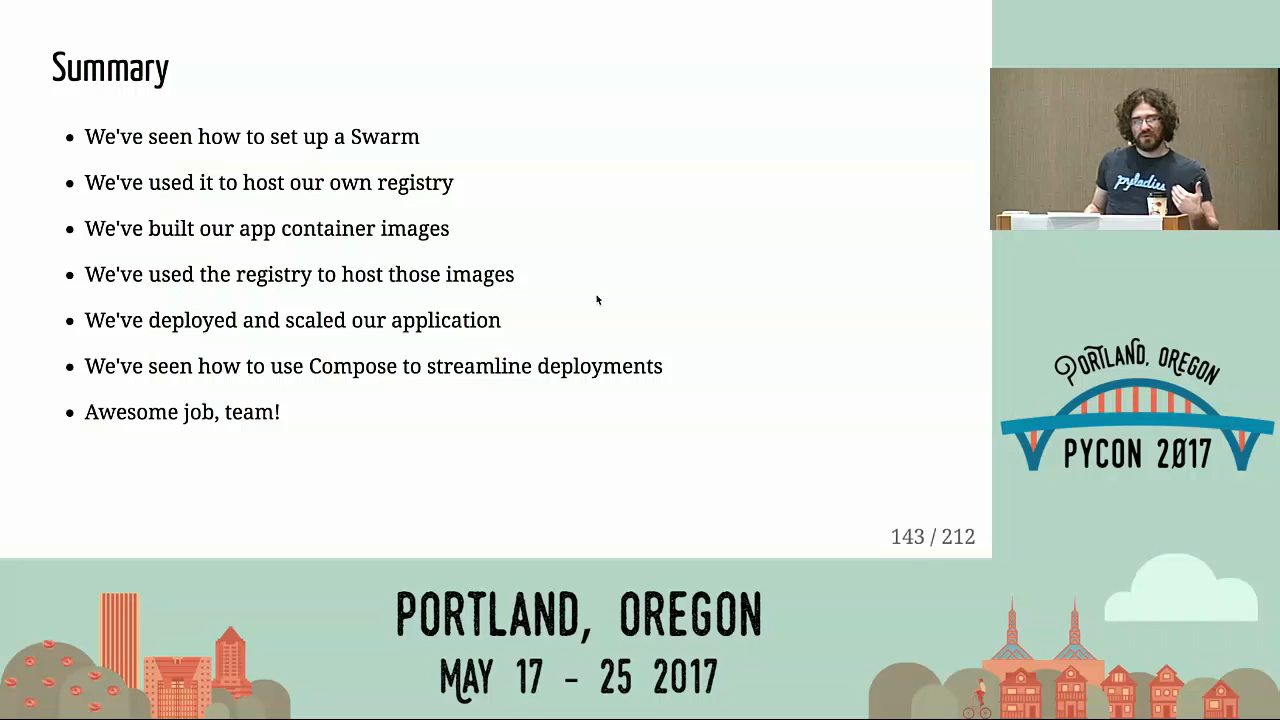 Summary
We've seen how to set up a Swarm
We've used it to host our own registry
We've built our app container images
We've used the registry to host those images
We've deployed and scaled our application
We've seen how to use Compose to streamline deployments
Awesome job, team!
143 / 212
pyladies
PORTLAND, OREGON
PYCON 2017
PORTLAND, OREGON
MAY 17 - 25 2017